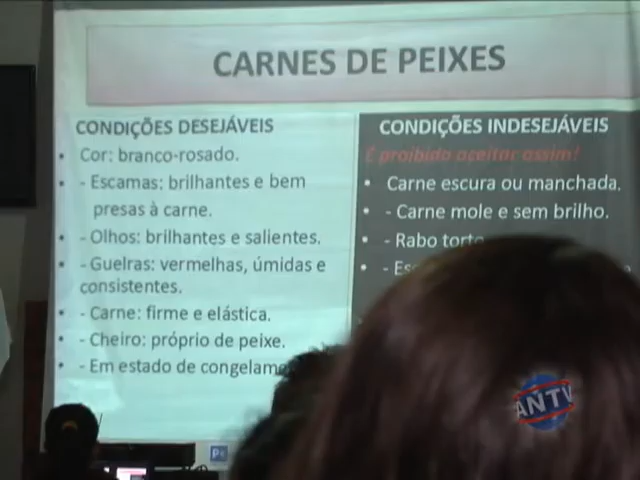 CARNES DE PEIXES
CONDIÇÕES DESEJÁVEIS
• Cor: branco-rosado.
• - Escamas: brilhantes e bem
presas à carne.
• - Olhos: brilhantes e salientes.
• - Guelras: vermelhas, úmidas e
consistentes.
• - Carne: firme e elástica.
• - Cheiro: próprio de peixe.
• - Em estado de
CONDIÇÕES INDESEJÁVEIS
É proibido aceitar assim!
• Carne escura ou manchada.
• - Carne mole e sem brilho.
• - Rabo torto
Ps
ANTV